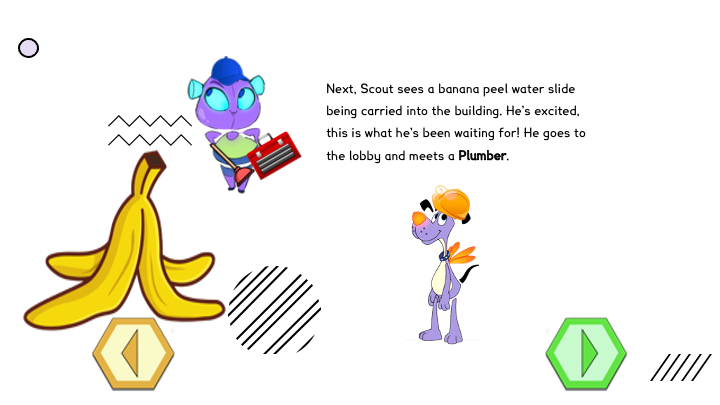 Next, Scout sees a banana peel water slide
being carried into the building. He's excited,
this is what he's been waiting for! He goes to
the lobby and meets a Plumber.